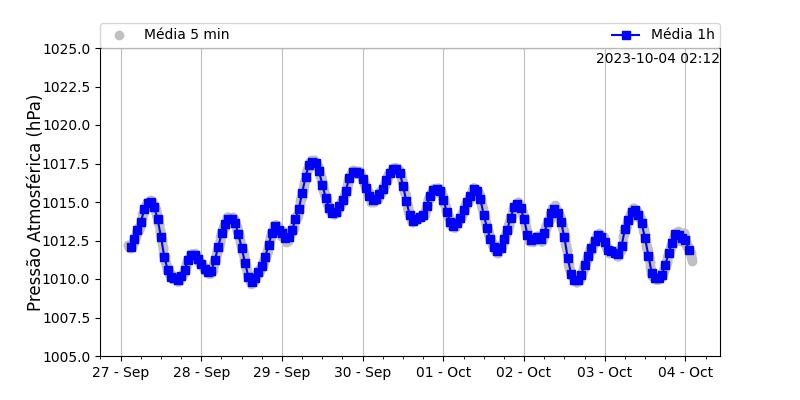 Média 5 min
Média 1h
2023-10-04 02:12
Pressão Atmosférica (hPa)
1025.0
1022.5
1020.0
1017.5
1015.0
1012.5
1010.0
1007.5
1005.0
27 - Sep
28 - Sep
29 - Sep
30 - Sep
01 - Oct
02 - Oct
03 - Oct
04 - Oct